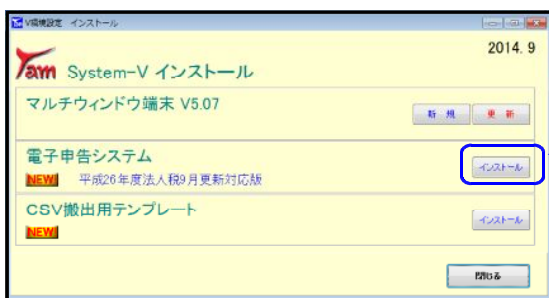 V環境設定 インストール
2014. 9
Tam System-V インストール
マルチウィンドウ端末 V5.07
新 規
更 新
電子申告システム
インストール
NEW! 平成26年度法人税9月更新対応版
CSV搬出用テンプレート
インストール
NEW!
閉じる